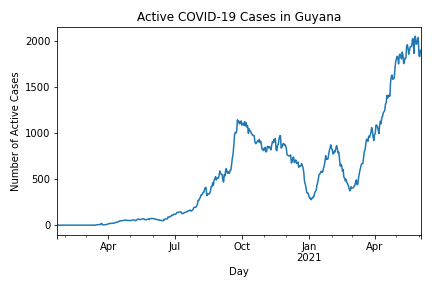 Active COVID-19 Cases in Guyana
Number of Active Cases
2000
1500
1000
500
0
Apr
Jul
Oct
Jan
2021
Apr
Day